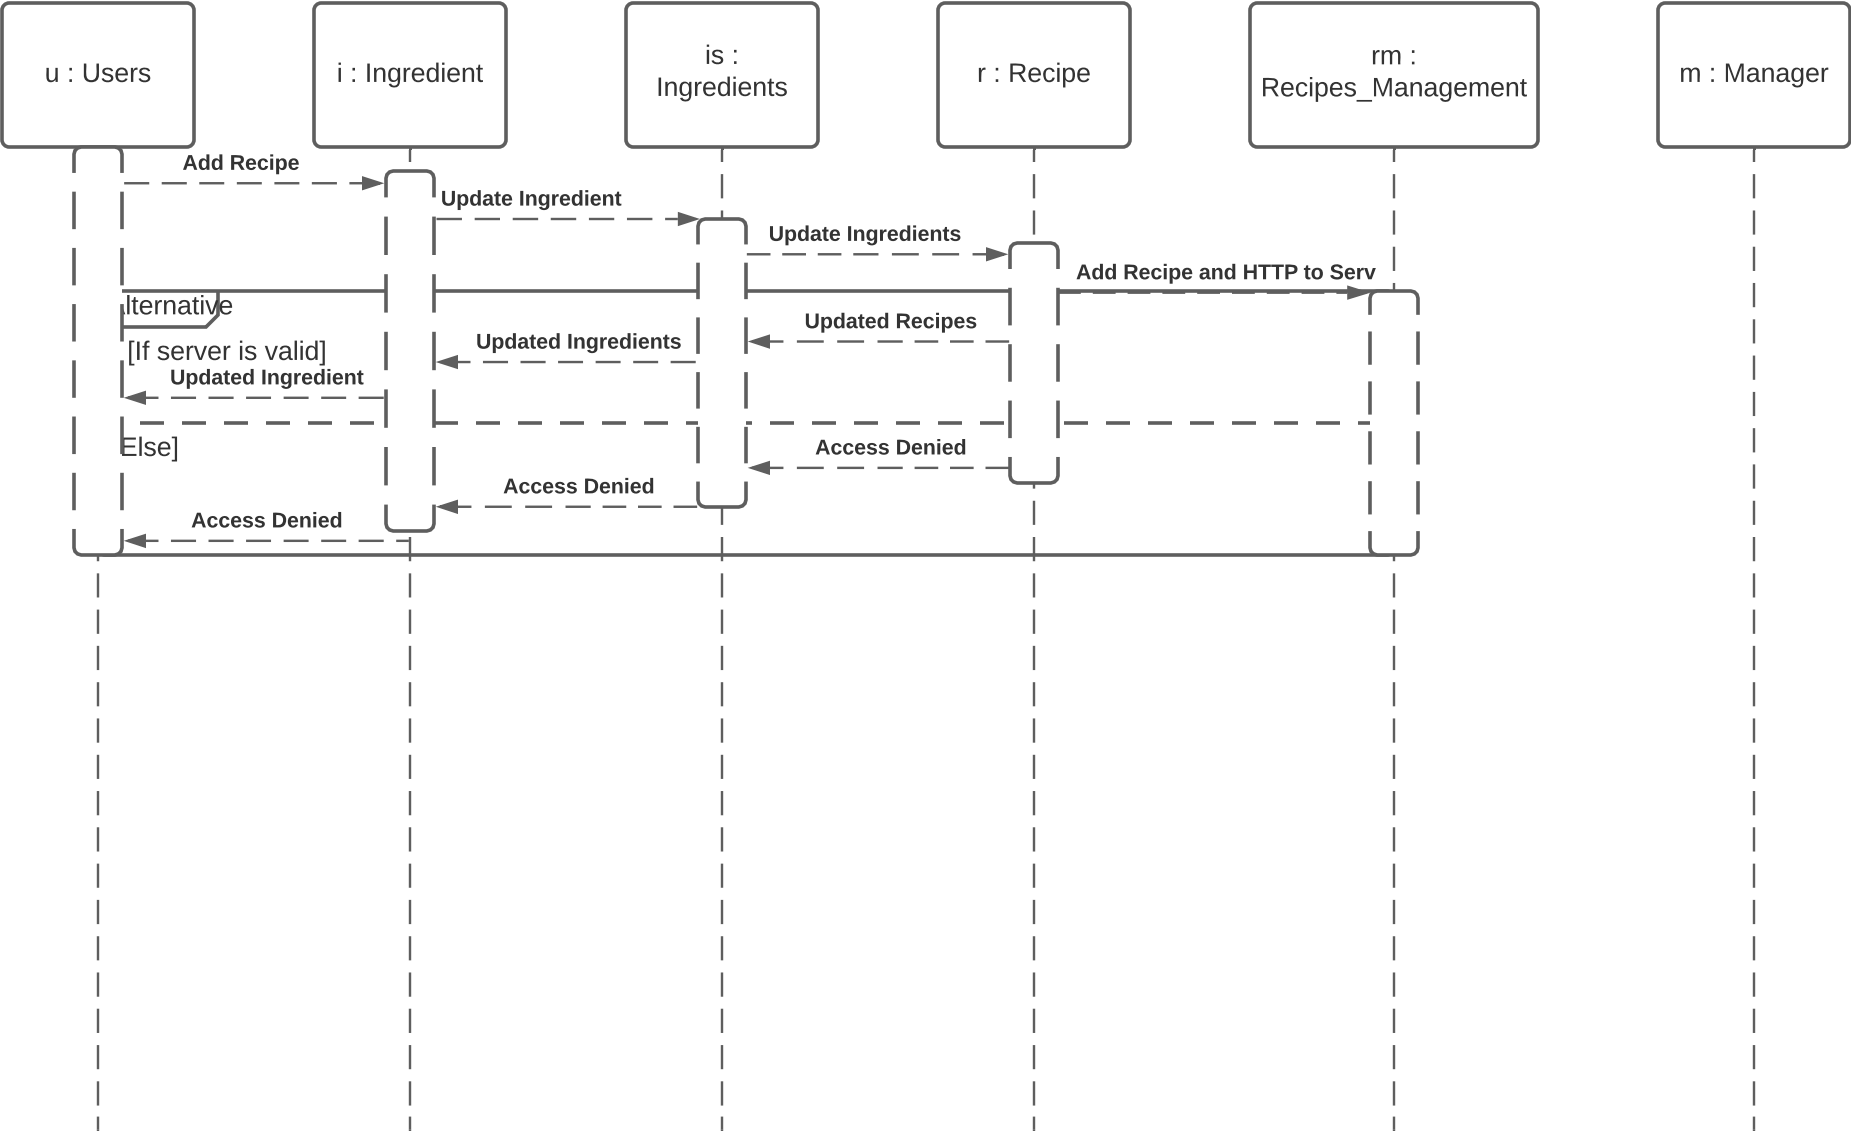 u : Users
i : Ingredient
is :
Ingredients
r : Recipe
rm :
Recipes_Management
m : Manager
Add Recipe
Update Ingredient
Update Ingredients
Add Recipe and HTTP to Serv
lternative
Updated Recipes
Updated Ingredients
[If server is valid]
Updated Ingredient
Else]
Access Denied
Access Denied
Access Denied